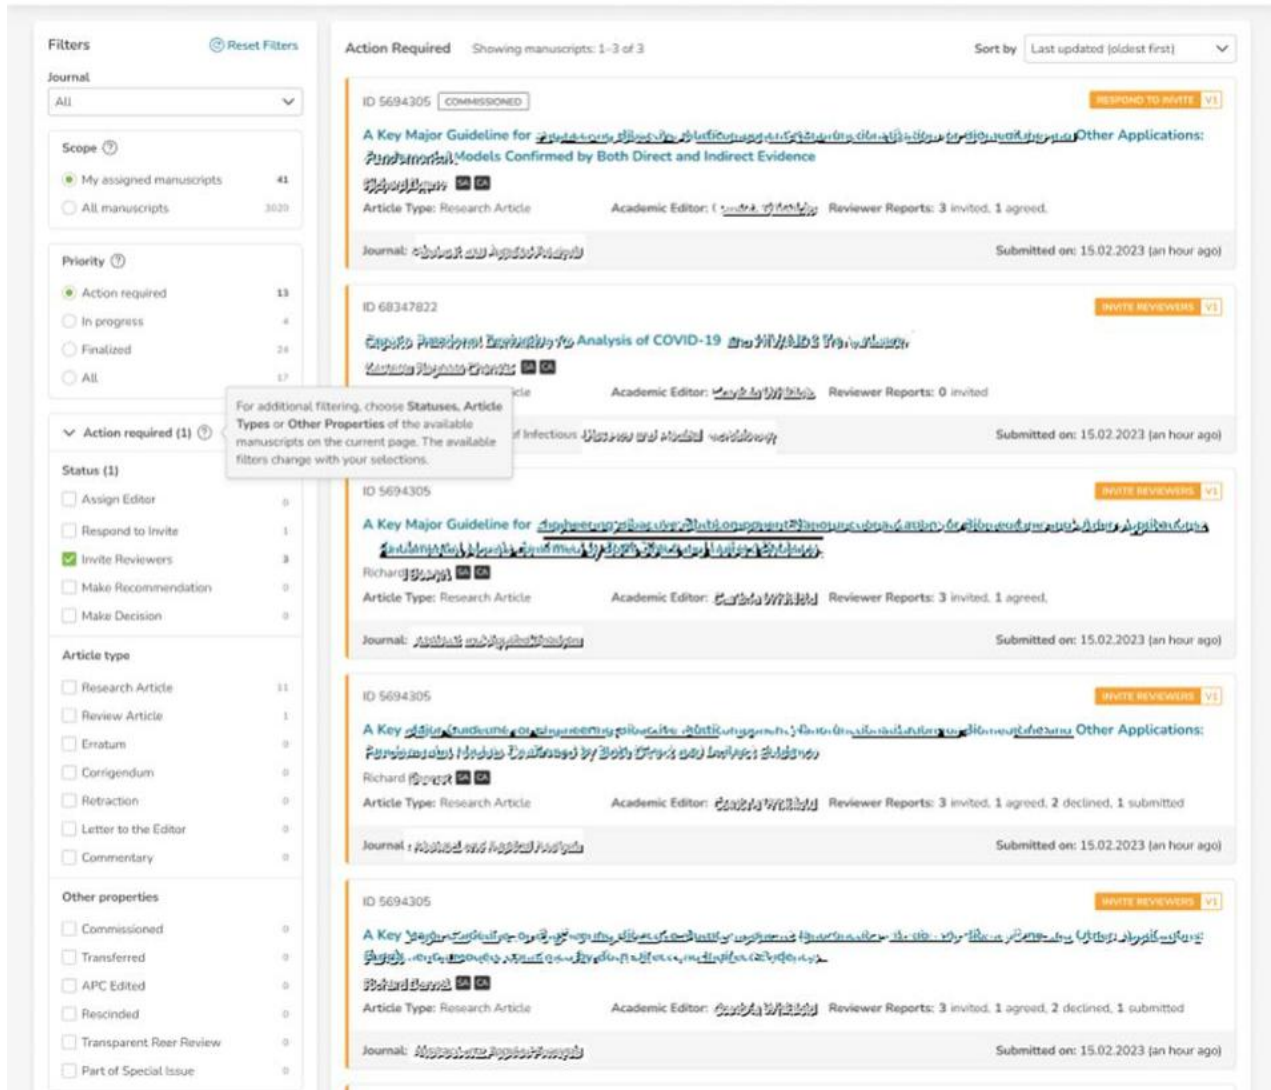 Filters
Reset Filters
Journal
All
Scope
My assigned manuscripts 41
All manuscripts 3020
Priority
Action required 13
In progress 4
Finalized 24
All 17
For additional filtering, choose Statuses, Article
Types or Other Properties of the available
manuscripts on the current page. The available
filters change with your selections.
Action required (1)
Status (1)
Assign Editor 0
Respond to Invite 1
Invite Reviewers 3
Make Recommendation 0
Make Decision 0
Article type
Research Article 11
Review Article 1
Erratum 0
Corrigendum 0
Retraction 0
Letter to the Editor 0
Commentary 0
Other properties
Commissioned 0
Transferred 0
APC Edited 0
Rescinded 0
Transparent Reer Review 0
Part of Special Issue 0
Action Required Showing manuscripts: 1-3 of 3
Sort by Last updated (oldest first)
ID 5694305 COMMISSIONED RESPOND TO INVITE V1
A Key Major Guideline for Other Applications:
Models Confirmed by Both Direct and Indirect Evidence
SA CA
Article Type: Research Article Academic Editor: Reviewer Reports: 3 invited, 1 agreed,
Journal: Submitted on: 15.02.2023 (an hour ago)
ID 68347822 INVITE REVIEWERS V1
Analysis of COVID-19
SA CA
icle Academic Editor: Reviewer Reports: 0 invited
of Infectious Submitted on: 15.02.2023 (an hour ago)
ID 5694305 INVITE REVIEWERS V1
A Key Major Guideline for
Richard SA CA
Article Type: Research Article Academic Editor: Reviewer Reports: 3 invited, 1 agreed,
Journal: Submitted on: 15.02.2023 (an hour ago)
ID 5694305 INVITE REVIEWERS V1
A Key Other Applications:
Richard SA CA
Article Type: Research Article Academic Editor: Reviewer Reports: 3 invited, 1 agreed, 2 declined, 1 submitted
Journal Submitted on: 15.02.2023 (an hour ago)
ID 5694305 INVITE REVIEWERS V1
A Key
SA CA
Article Type: Research Article Academic Editor: Reviewer Reports: 3 invited, 1 agreed, 2 declined, 1 submitted
Journal: Submitted on: 15.02.2023 (an hour ago)